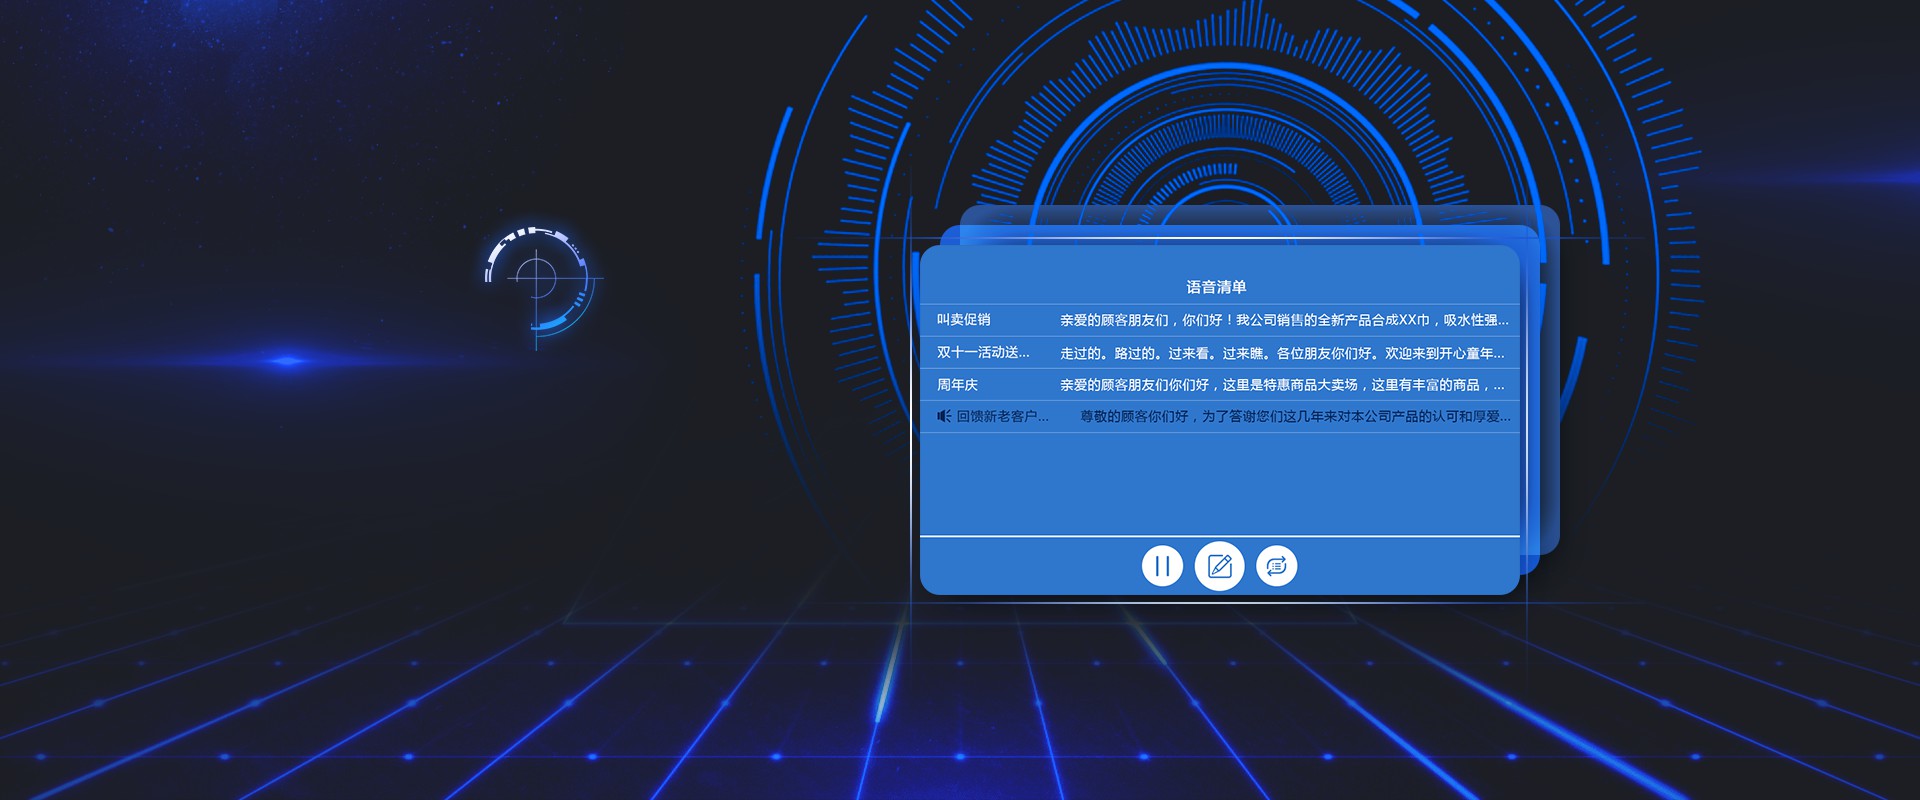 语音清单
叫卖促销 亲爱的顾客朋友们，你们好！我公司销售的全新产品合成XX巾，吸水性强...
双十一活动送... 走过的。路过的。过来看。过来瞧。各位朋友你们好。欢迎来到开心童年...
周年庆 亲爱的顾客朋友们你们好，这里是特惠商品大卖场，这里有丰富的商品，...
回馈新老客户... 尊敬的顾客你们好，为了答谢您们这几年来对本公司产品的认可和厚爱...